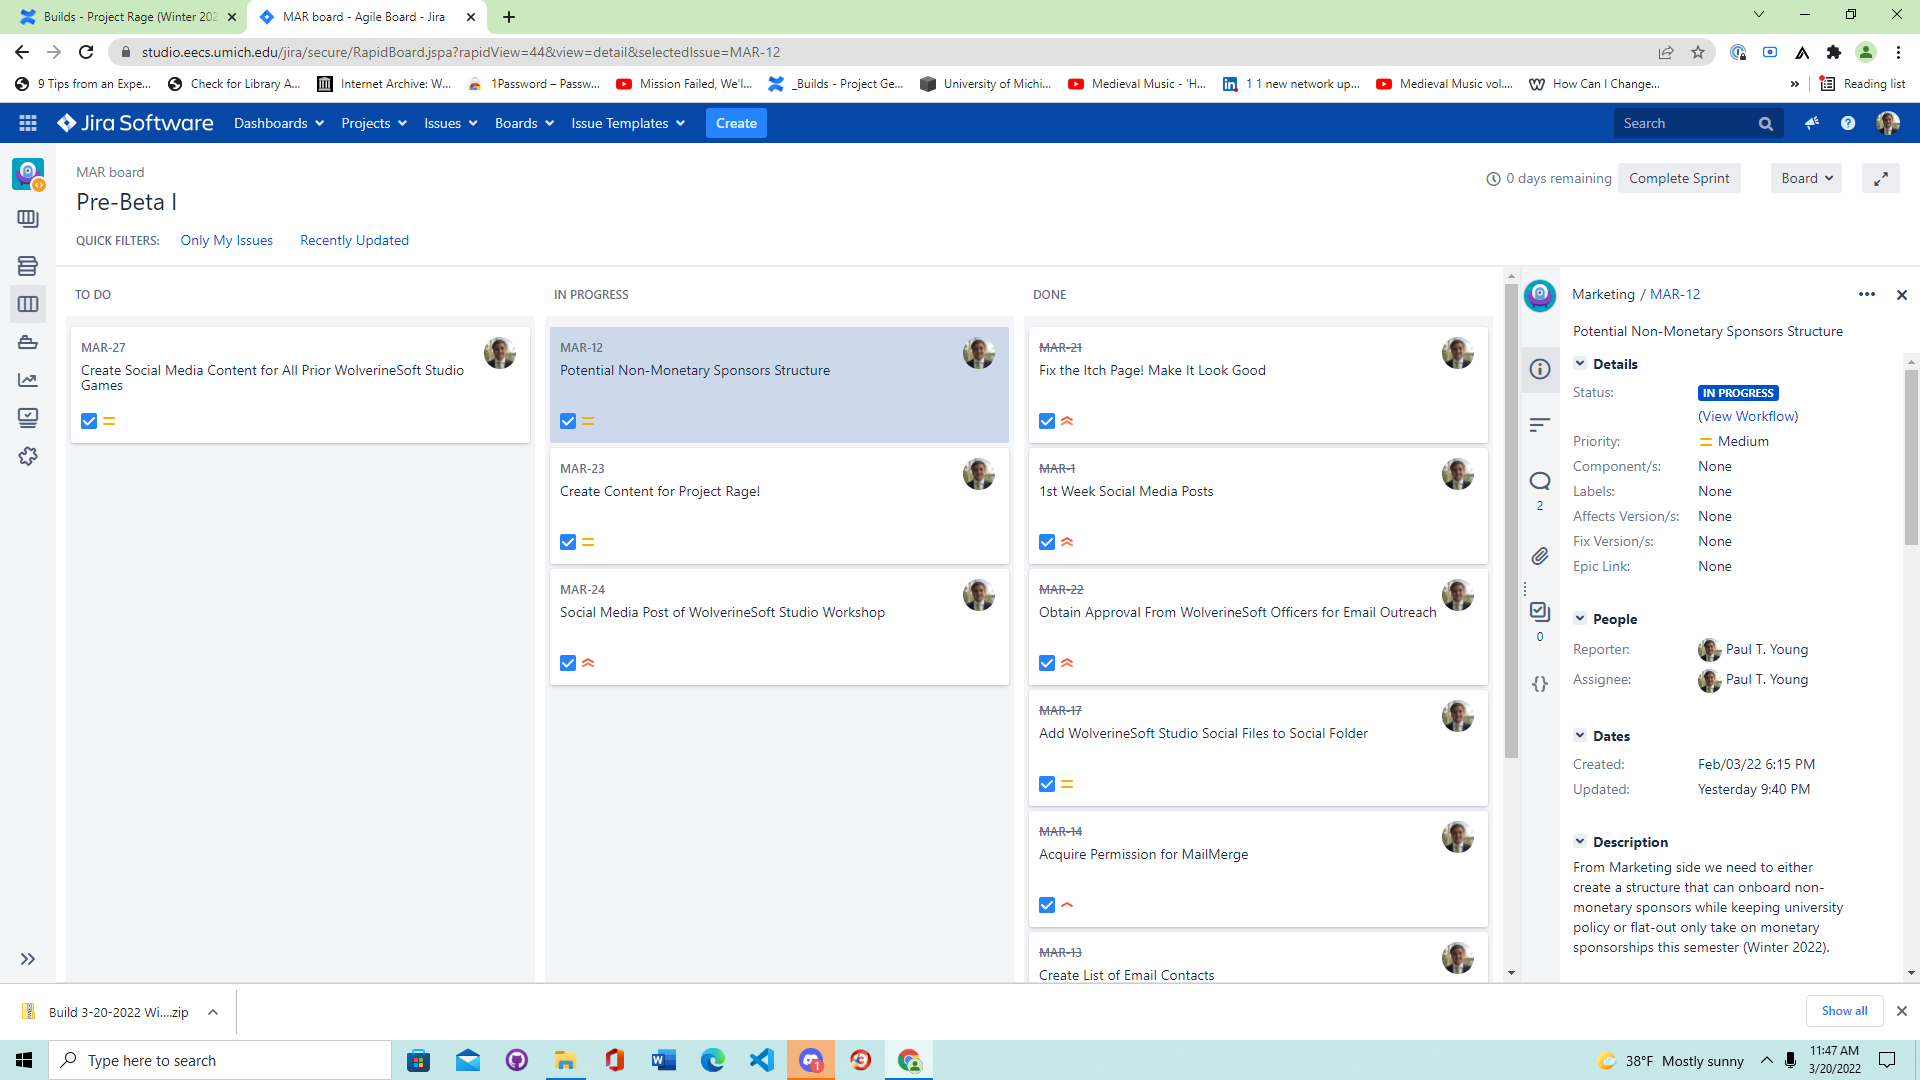 Builds - Project Rage (Winter 202
MAR board - Agile Board - Jira
studio.eecs.umich.edu/jira/secure/RapidBoard.jspa?rapidView=44&view=detail&selectedIssue=MAR-12
9 Tips from an Expe...
Check for Library A...
Internet Archive: W...
1Password – Passw...
Mission Failed, We'l...
_Builds - Project Ge...
University of Michi...
Medieval Music - 'H...
1 1 new network up...
Medieval Music vol....
How Can I Change...
»
Reading list
Jira Software
Dashboards
Projects
Issues
Boards
Issue Templates
Create
Search
MAR board
Pre-Beta I
0 days remaining
Complete Sprint
Board
QUICK FILTERS:
Only My Issues
Recently Updated
TO DO
MAR-27
Create Social Media Content for All Prior WolverineSoft Studio
Games
IN PROGRESS
MAR-12
Potential Non-Monetary Sponsors Structure
MAR-23
Create Content for Project Rage!
MAR-24
Social Media Post of WolverineSoft Studio Workshop
DONE
MAR-21
Fix the Itch Page! Make It Look Good
MAR-1
1st Week Social Media Posts
MAR-22
Obtain Approval From WolverineSoft Officers for Email Outreach
MAR-17
Add WolverineSoft Studio Social Files to Social Folder
MAR-14
Acquire Permission for MailMerge
MAR-13
Create List of Email Contacts
2
0
Marketing / MAR-12
Potential Non-Monetary Sponsors Structure
Details
Status: IN PROGRESS
(View Workflow)
Priority: Medium
Component/s: None
Labels: None
Affects Version/s: None
Fix Version/s: None
Epic Link: None
People
Reporter: Paul T. Young
Assignee: Paul T. Young
Dates
Created: Feb/03/22 6:15 PM
Updated: Yesterday 9:40 PM
Description
From Marketing side we need to either
create a structure that can onboard non-
monetary sponsors while keeping university
policy or flat-out only take on monetary
sponsorships this semester (Winter 2022).
Build 3-20-2022 Wi....zip
Show all
Type here to search
1
38°F Mostly sunny
11:47 AM
3/20/2022